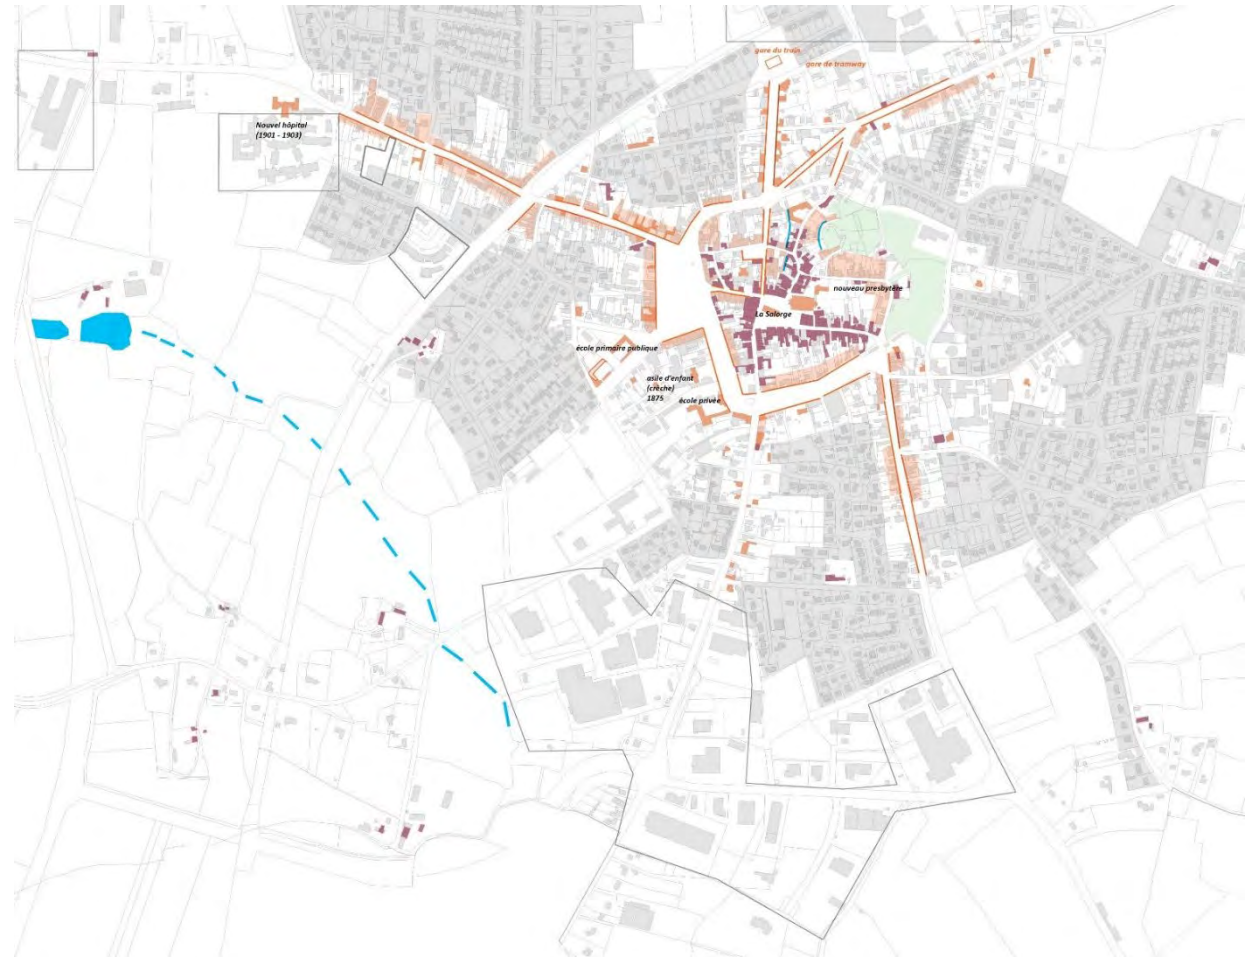 gare du train
gare de tramway
Nouvel hôpital
(1901 - 1903)
nouveau presbytère
La Salorge
école primaire publique
asile d'enfant
(crèche)
1875
école privée